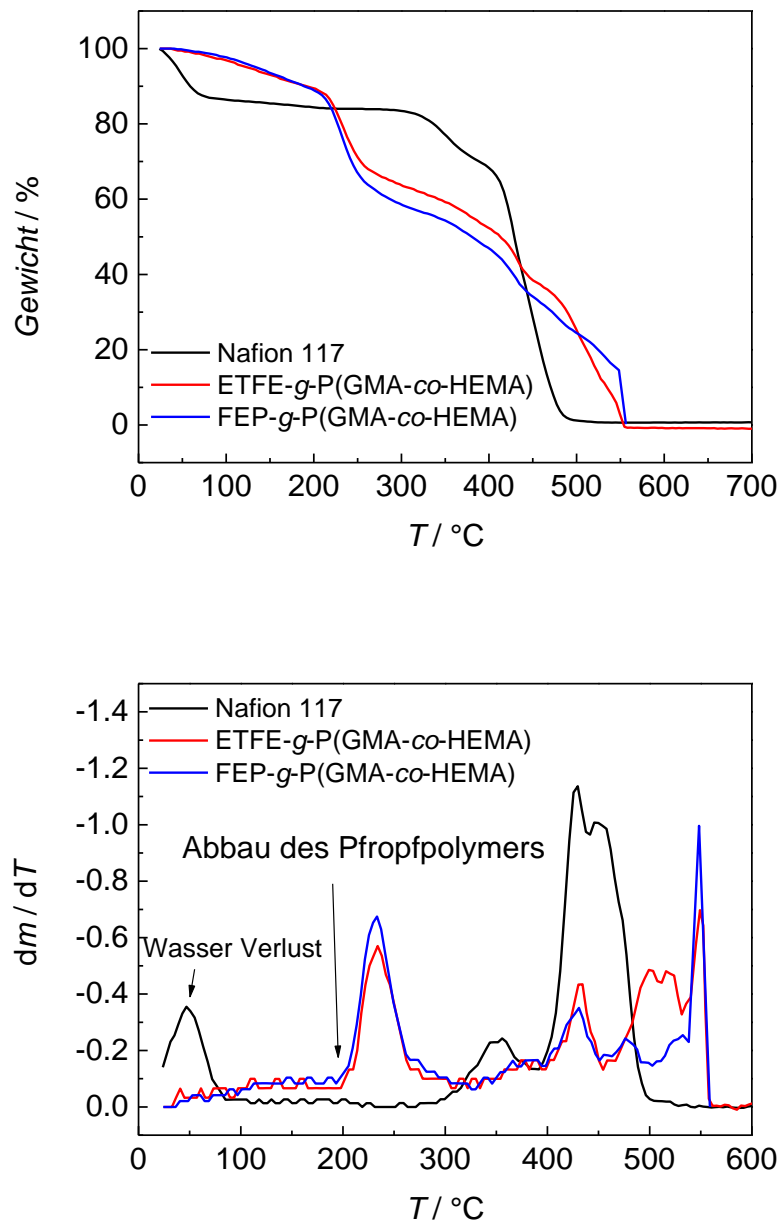 100
80
60
40
20
0
Gewicht / %
Nafion 117
ETFE-g-P(GMA-co-HEMA)
FEP-g-P(GMA-co-HEMA)
0 100 200 300 400 500 600 700
T / °C
-1.4
-1.2
-1.0
-0.8
-0.6
-0.4
-0.2
0.0
dm / dT
Nafion 117
ETFE-g-P(GMA-co-HEMA)
FEP-g-P(GMA-co-HEMA)
Abbau des Pfropfpolymers
Wasser Verlust
0 100 200 300 400 500 600
T / °C